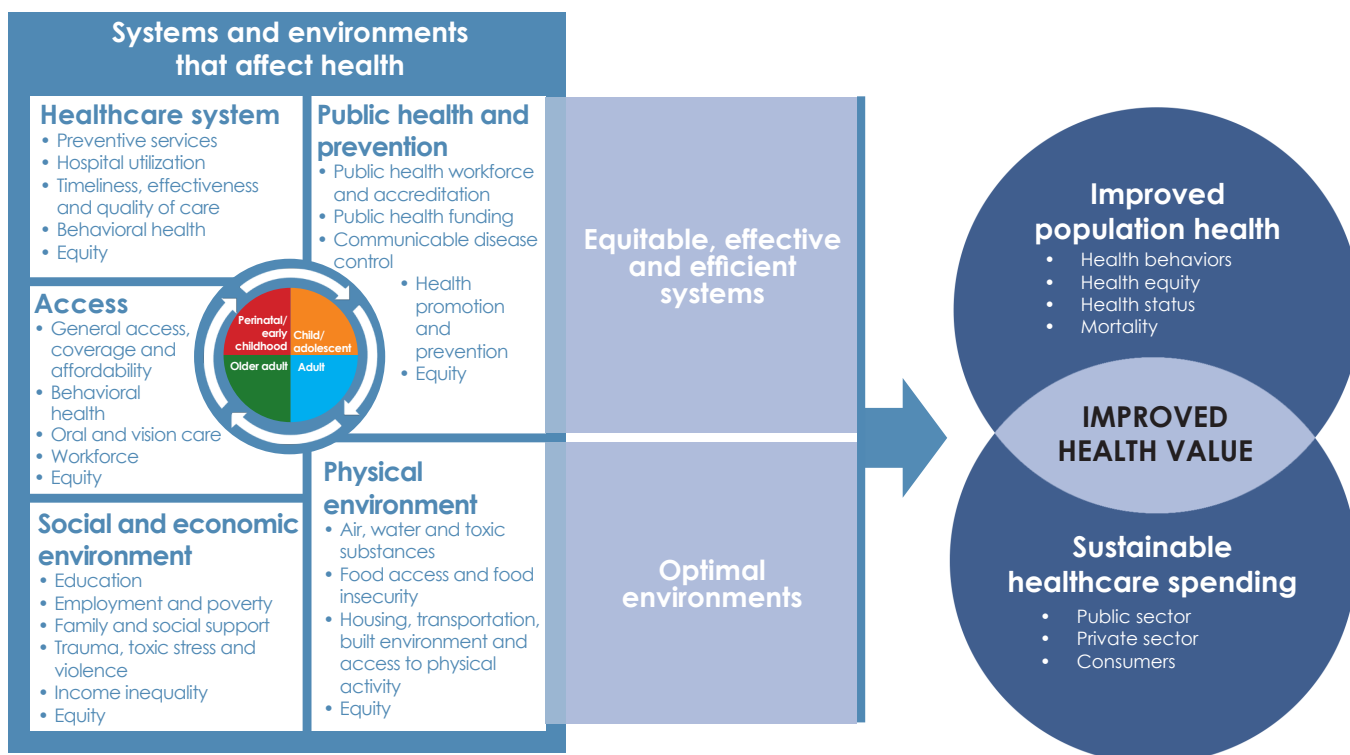 Systems and environments
that affect health
Healthcare system
• Preventive services
• Hospital utilization
• Timeliness, effectiveness
and quality of care
• Behavioral health
• Equity
Public health and
prevention
• Public health workforce
and accreditation
• Public health funding
• Communicable disease
control
• Health
promotion
and
prevention
• Equity
Access
• General access,
coverage and
affordability
• Behavioral
health
• Oral and vision care
• Workforce
• Equity
Perinatal/
early
childhood
Child/
adolescent
Older adult
Adult
Social and economic
environment
• Education
• Employment and poverty
• Family and social support
• Trauma, toxic stress and
violence
• Income inequality
• Equity
Physical
environment
• Air, water and toxic
substances
• Food access and food
insecurity
• Housing, transportation,
built environment and
access to physical
activity
• Equity
Equitable, effective
and efficient
systems
Optimal
environments
Improved
population health
• Health behaviors
• Health equity
• Health status
• Mortality
IMPROVED
HEALTH VALUE
Sustainable
healthcare spending
• Public sector
• Private sector
• Consumers